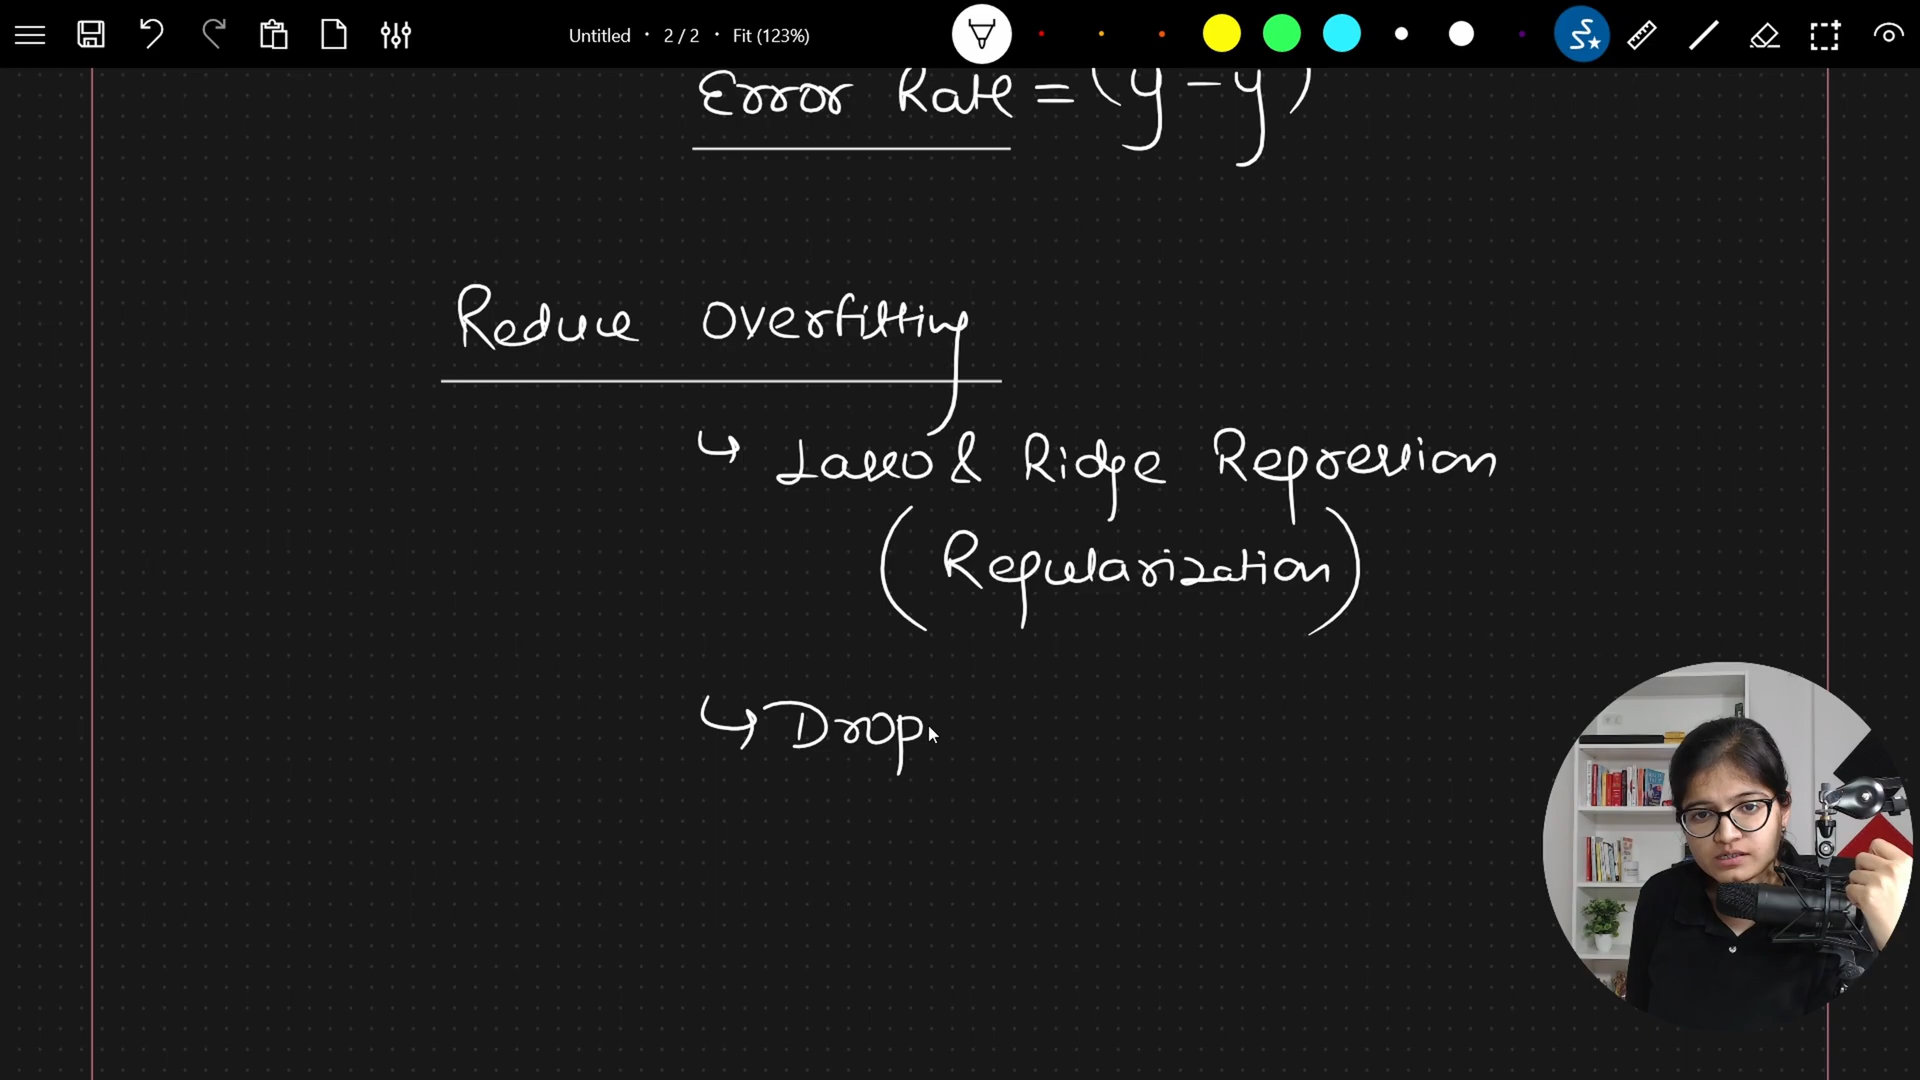 Untitled • 2 / 2 • Fit (123%)
Error Rate = (y - y)
Reduce overfitting
↳ Lasso & Ridge Regression
(Regularization)
↳ Drop